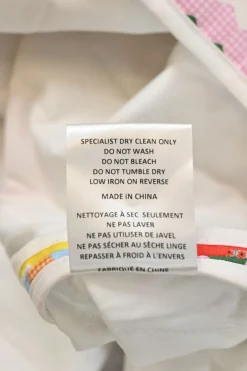 SPECIALIST DRY CLEAN ONLY
DO NOT WASH
DO NOT BLEACH
DO NOT TUMBLE DRY
LOW IRON ON REVERSE
MADE IN CHINA
NETTOYAGE À SEC SEULEMENT
NE PAS LAVER
NE PAS UTILISER DE JAVEL
NE PAS SÉCHER AU SÈCHE LINGE
REPASSER À FROID À L'ENVERS
FABRIQUÉ EN CHINE